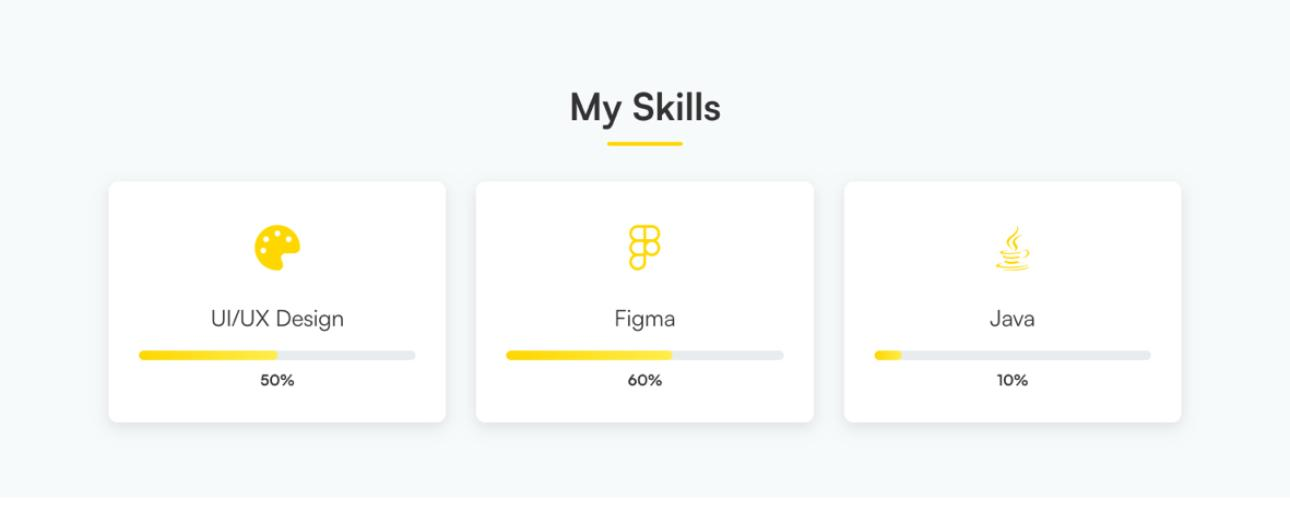 My Skills
UI/UX Design
50%
Figma
60%
Java
10%